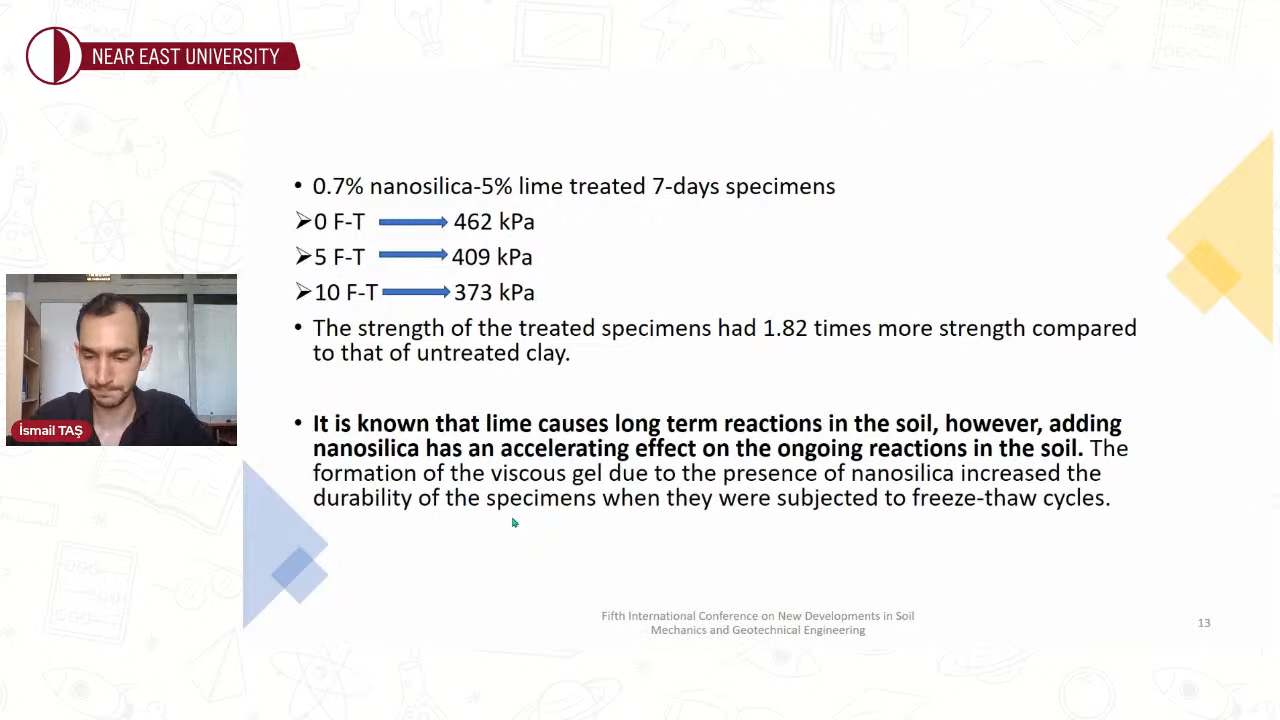 NEAR EAST UNIVERSITY
• 0.7% nanosilica-5% lime treated 7-days specimens
➢0 F-T 462 kPa
➢5 F-T 409 kPa
➢10 F-T 373 kPa
• The strength of the treated specimens had 1.82 times more strength compared
to that of untreated clay.
• It is known that lime causes long term reactions in the soil, however, adding
nanosilica has an accelerating effect on the ongoing reactions in the soil. The
formation of the viscous gel due to the presence of nanosilica increased the
durability of the specimens when they were subjected to freeze-thaw cycles.
İsmail TAŞ
Fifth International Conference on New Developments in Soil
Mechanics and Geotechnical Engineering
13